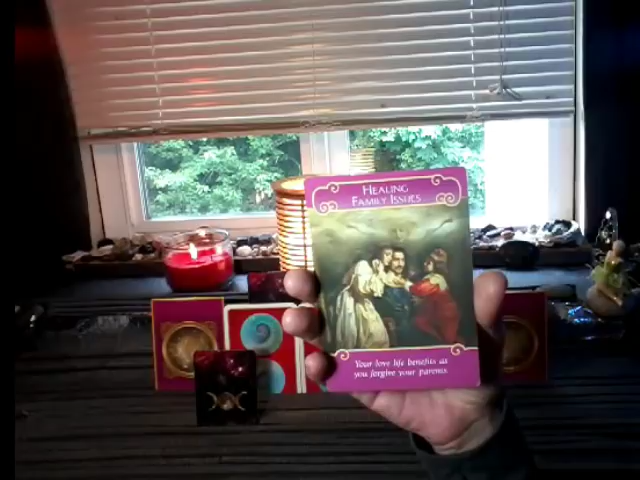 Healing
Family Issues
Your love life benefits as
you forgive your parents.